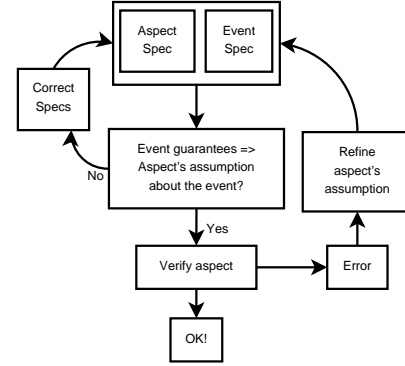 Aspect
Spec
Event
Spec
Correct
Specs
Event guarantees =>
Aspect's assumption
about the event?
Refine
aspect's
assumption
No
Yes
Verify aspect
Error
OK!